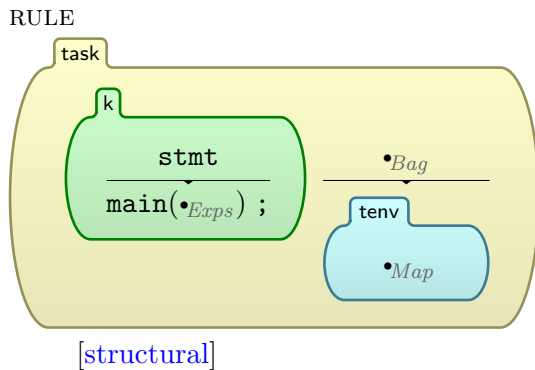 RULE
task
k
stmt
•Bag
main(•Exps) ;
tenv
•Map
[structural]